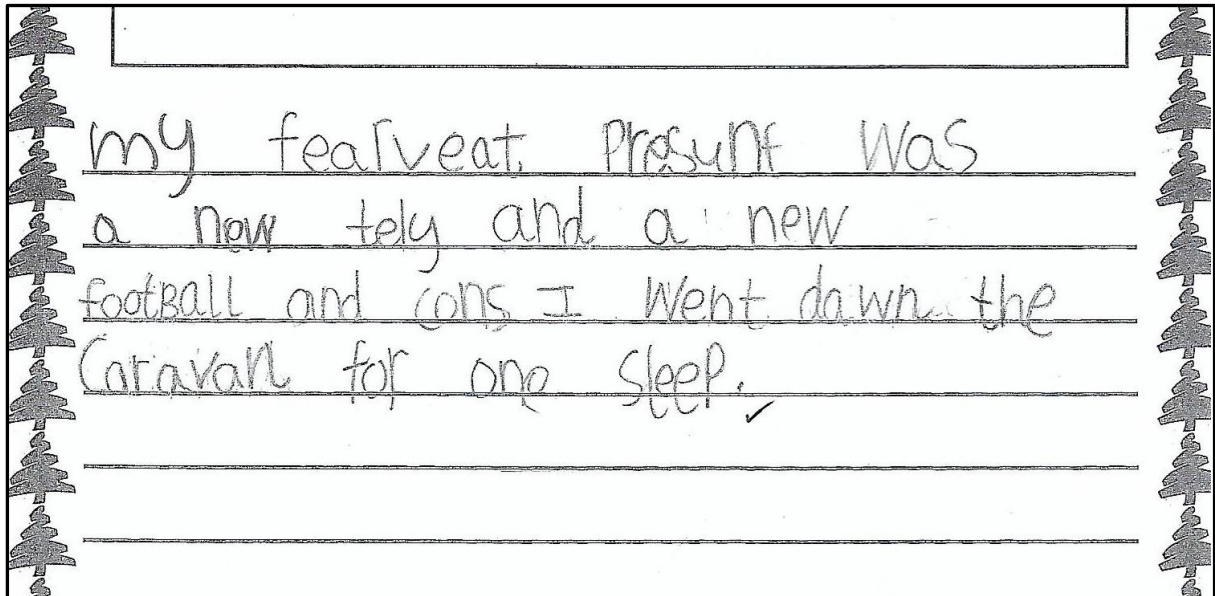 my fearveat Presunt Was
a new tely and a new
football and cons I Went dawn the
Caravan for one sleep.